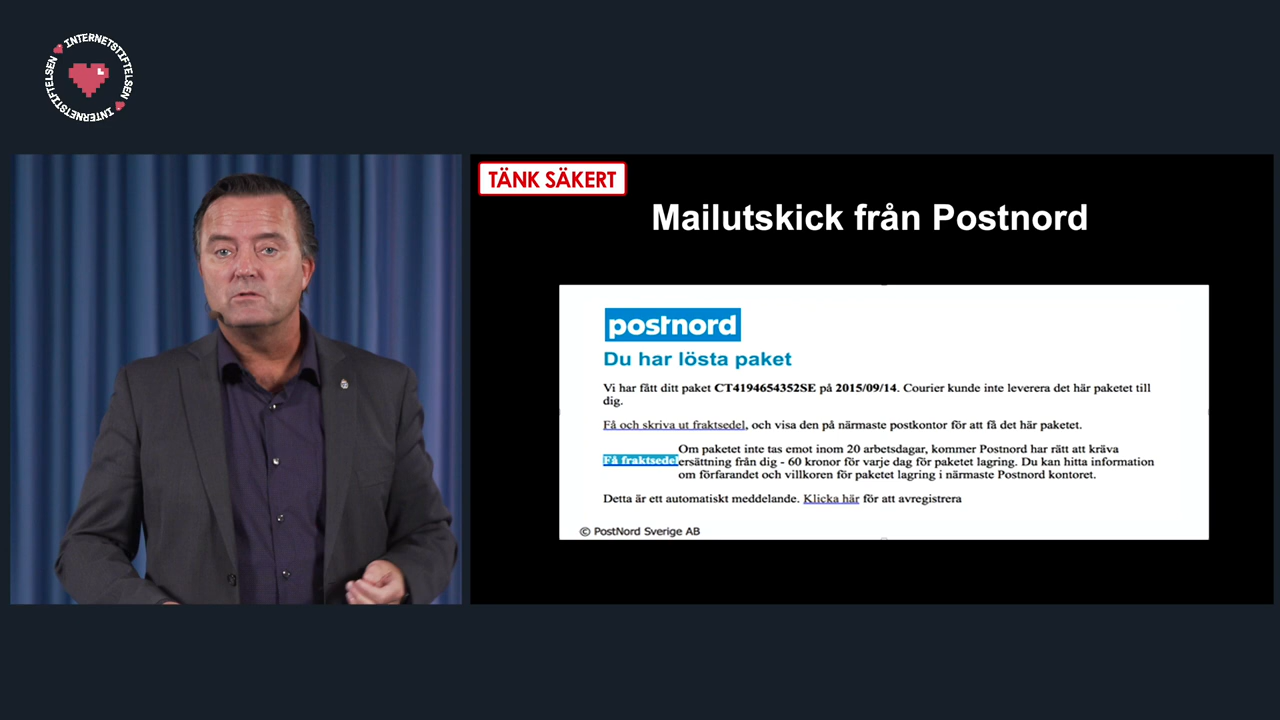 INTERNETSTIFTELSEN
INTERNETSTIFTELSEN
TÄNK SÄKERT
Mailutskick från Postnord
postnord
Du har lösta paket
Vi har fått ditt paket CT4194654352SE på 2015/09/14. Courier kunde inte leverera det här paketet till
dig.
Få och skriva ut fraktsedel, och visa den på närmaste postkontor för att få det här paketet.
Om paketet inte tas emot inom 20 arbetsdagar, kommer Postnord har rätt att kräva
Få fraktsedel ersättning från dig - 60 kronor för varje dag för paketet lagring. Du kan hitta information
om förfarandet och villkoren för paketet lagring i närmaste Postnord kontoret.
Detta är ett automatiskt meddelande. Klicka här för att avregistrera
© PostNord Sverige AB